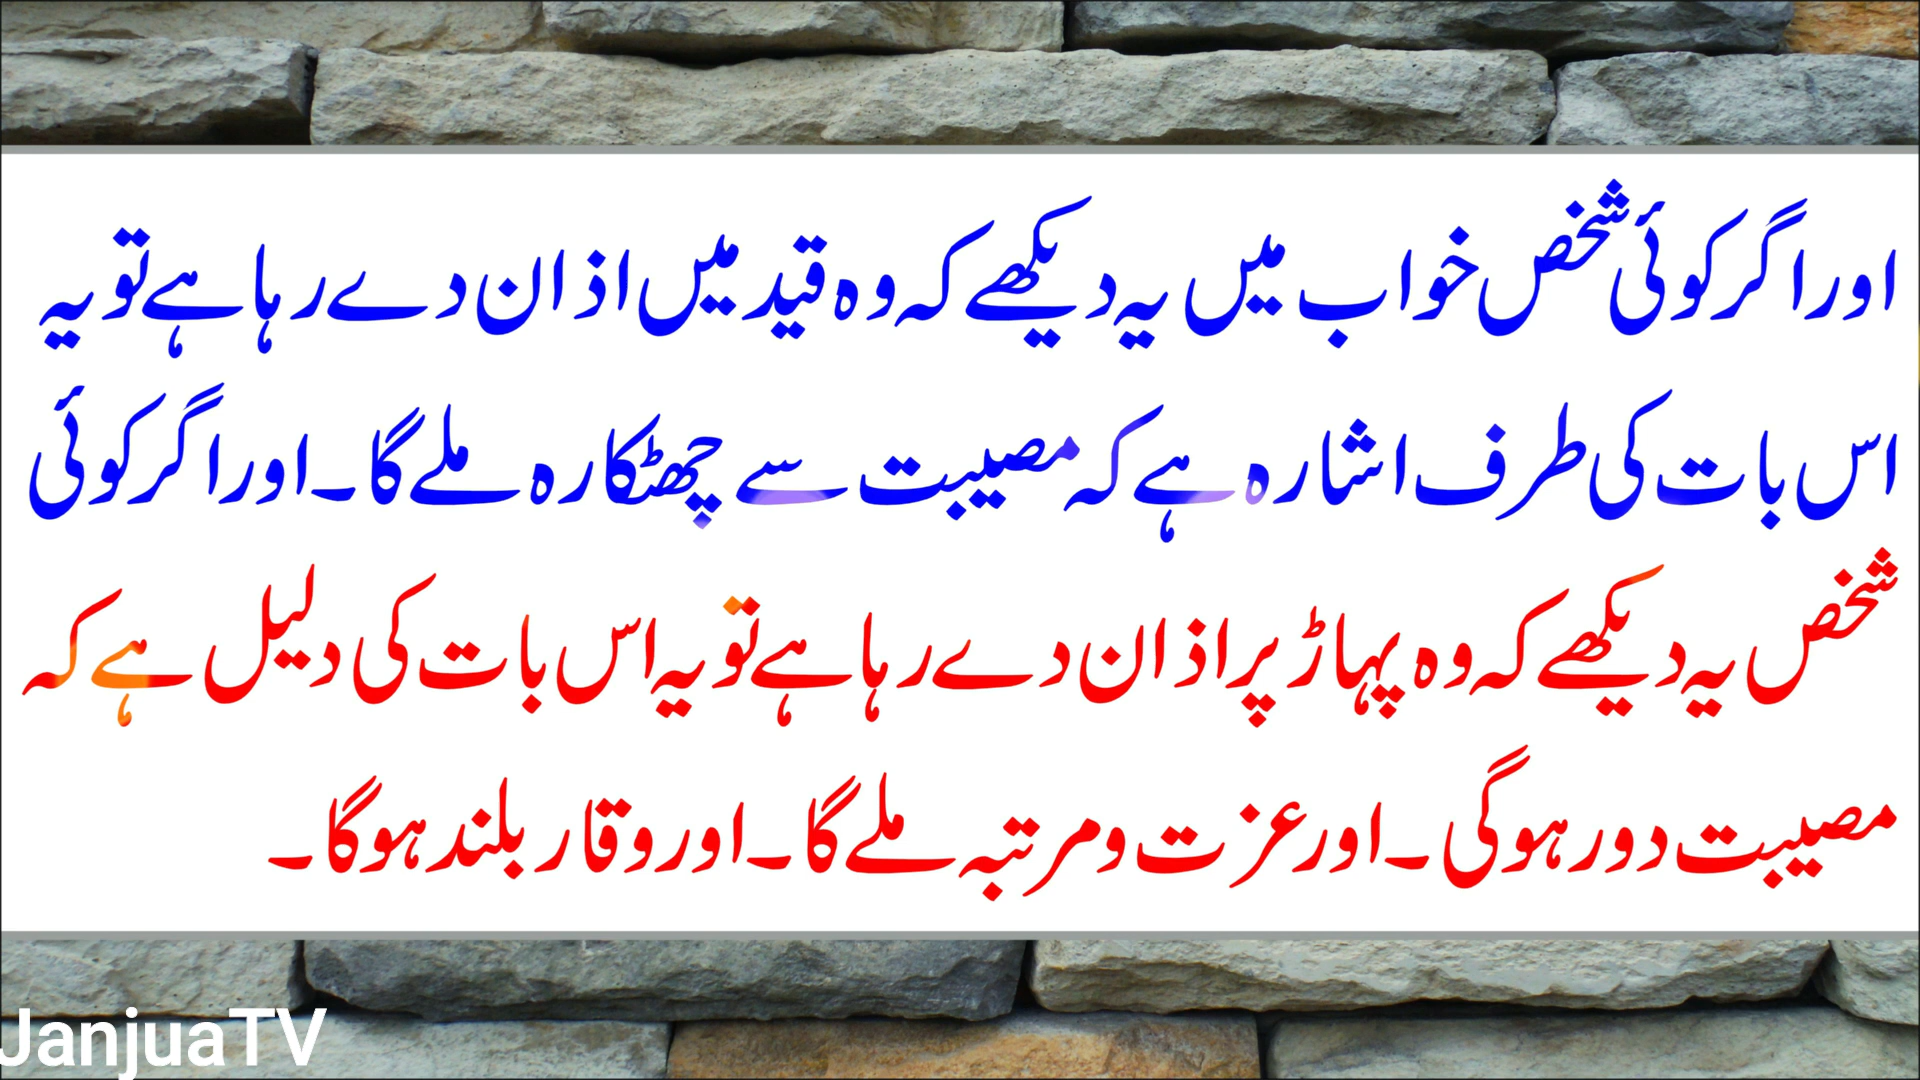 اور اگر کوئی شخص خواب میں یہ دیکھے کہ وہ قید میں اذان دے رہا ہے تو یہ
اس بات کی طرف اشارہ ہے کہ مصیبت سے چھٹکارہ ملے گا۔ اور اگر کوئی
شخص یہ دیکھے کہ وہ پہاڑ پر اذان دے رہا ہے تو یہ اس بات کی دلیل ہے کہ
مصیبت دور ہوگی ۔ اور عزت و مرتبہ ملے گا۔ اور وقار بلند ہوگا ۔
JanjuaTV